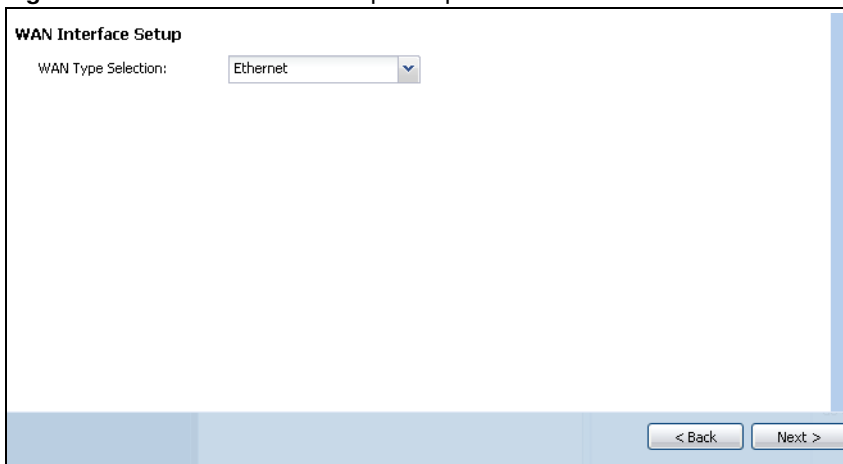 WAN Interface Setup
WAN Type Selection: Ethernet
< Back Next >